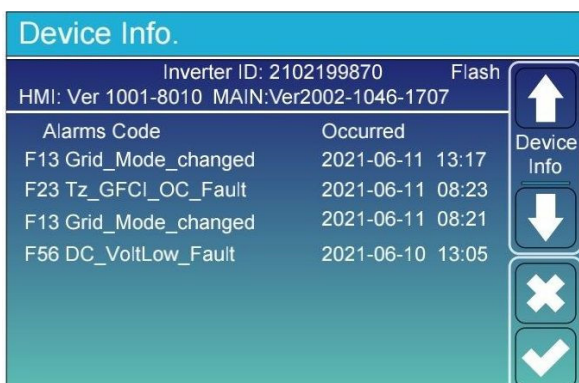 Device Info.
Inverter ID: 2102199870 Flash
HMI: Ver 1001-8010 MAIN:Ver2002-1046-1707
Alarms Code Occurred
F13 Grid_Mode_changed 2021-06-11 13:17
F23 Tz_GFCI_OC_Fault 2021-06-11 08:23
F13 Grid_Mode_changed 2021-06-11 08:21
F56 DC_VoltLow_Fault 2021-06-10 13:05
Device
Info